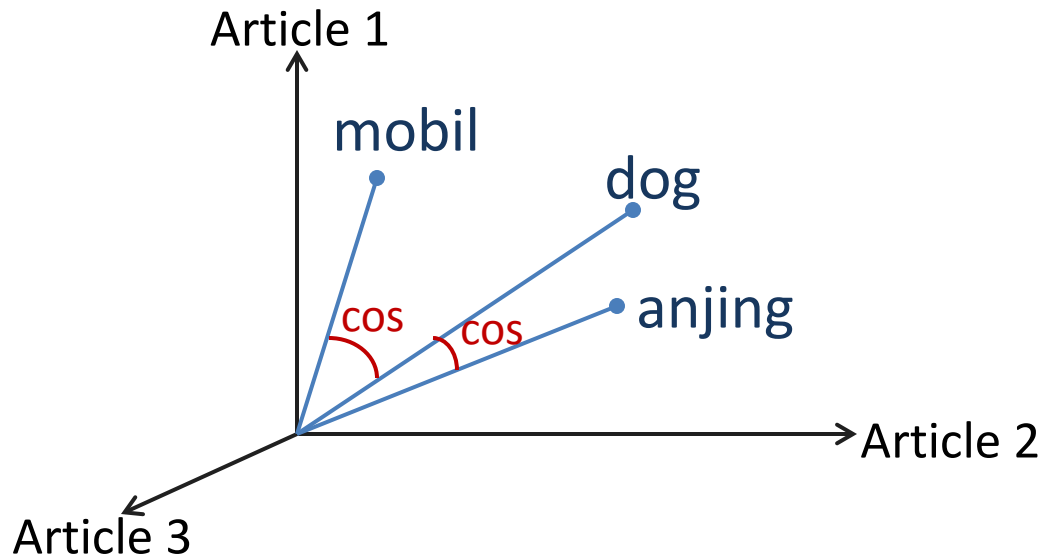 Article 1
mobil
dog
anjing
cos
cos
Article 2
Article 3